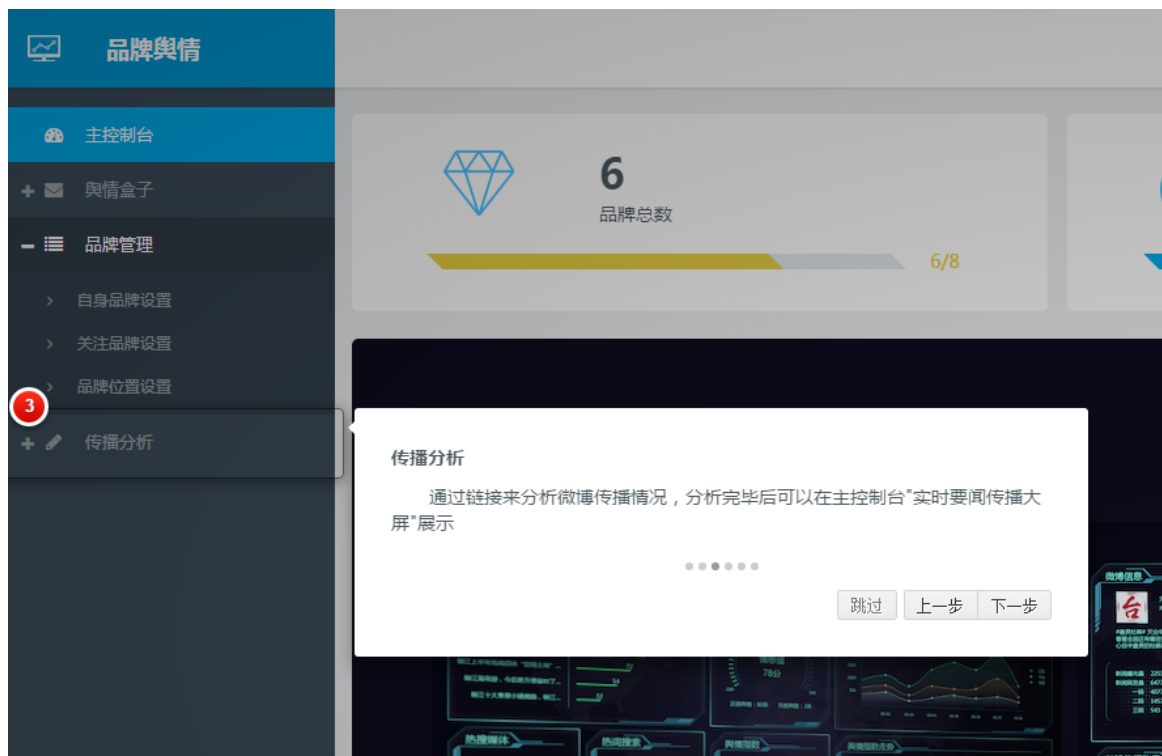 品牌舆情
主控制台
舆情盒子
品牌管理
自身品牌设置
关注品牌设置
品牌位置设置
3
传播分析
6
品牌总数
6/8
传播分析
通过链接来分析微博传播情况，分析完毕后可以在主控制台"实时要闻传播大
屏"展示
跳过
上一步
下一步
微博信息
台
78分
热搜媒体
热词搜索
舆情指数
舆情指数走势